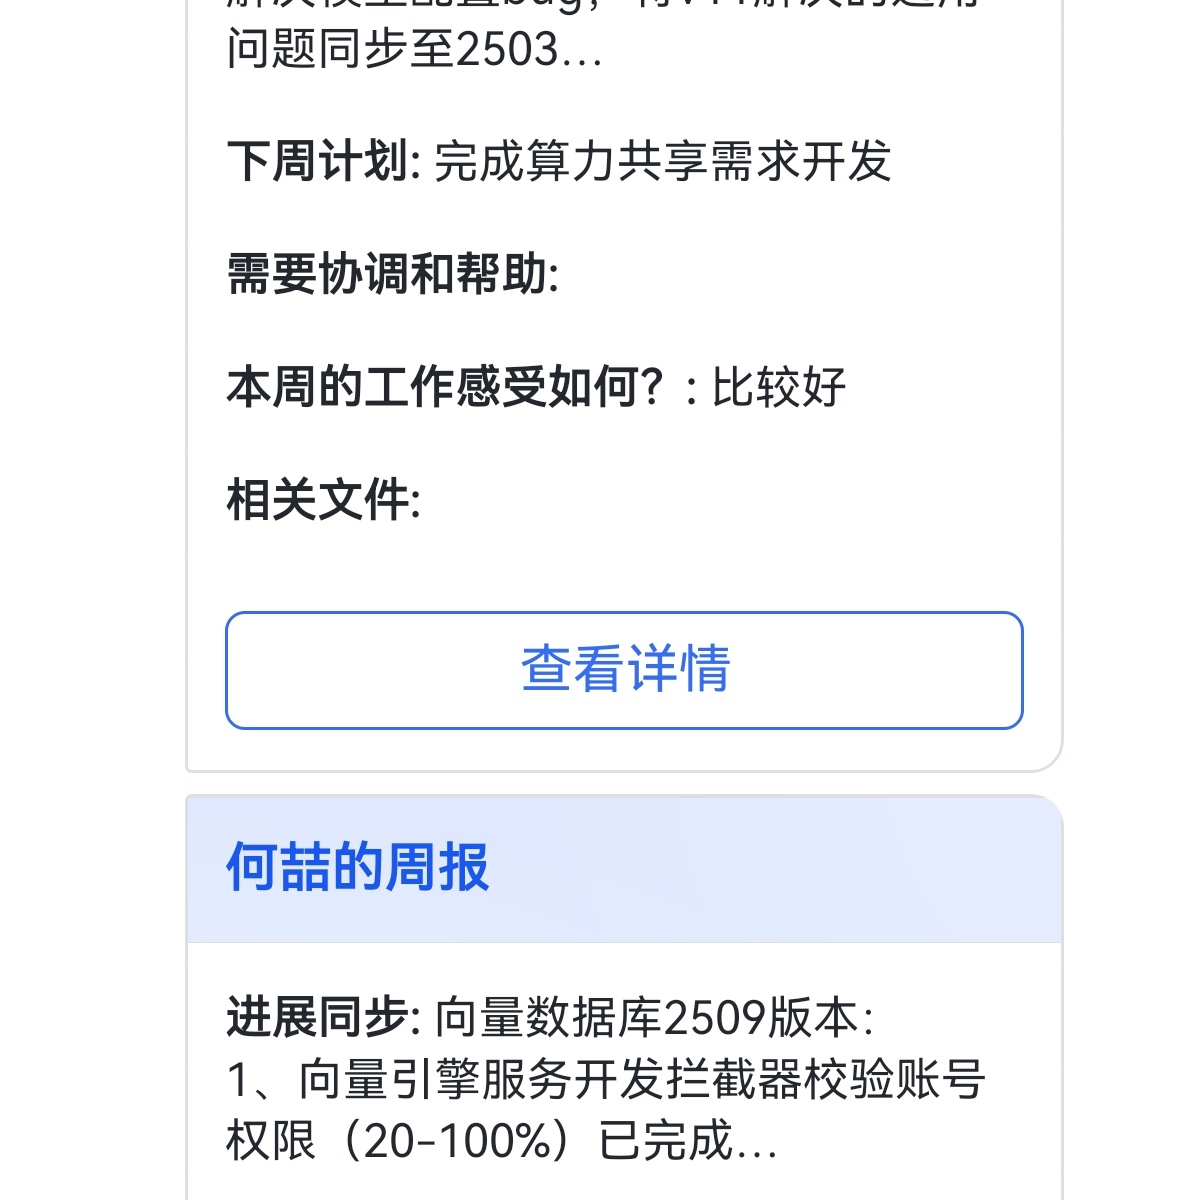 问题同步至2503...
下周计划: 完成算力共享需求开发
需要协调和帮助:
本周的工作感受如何？: 比较好
相关文件:
查看详情
何喆的周报
进展同步: 向量数据库2509版本：
1、向量引擎服务开发拦截器校验账号
权限（20-100%）已完成...